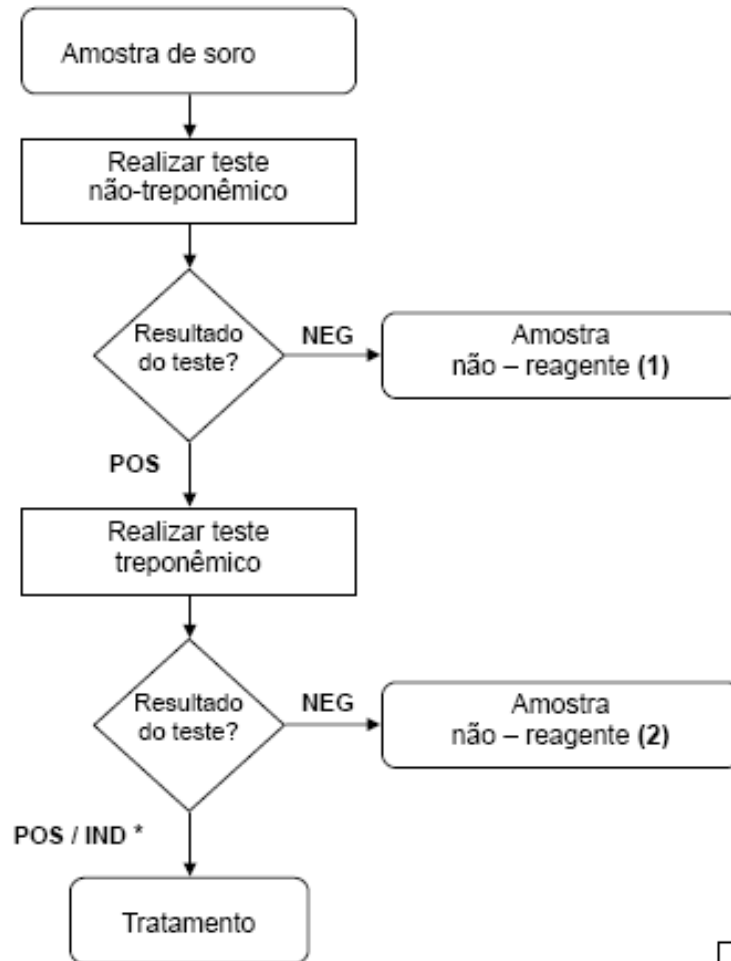 Amostra de soro
Realizar teste
não-treponêmico
Resultado
do teste?
NEG
Amostra
não – reagente (1)
POS
Realizar teste
treponêmico
Resultado
do teste?
NEG
Amostra
não – reagente (2)
POS / IND *
Tratamento